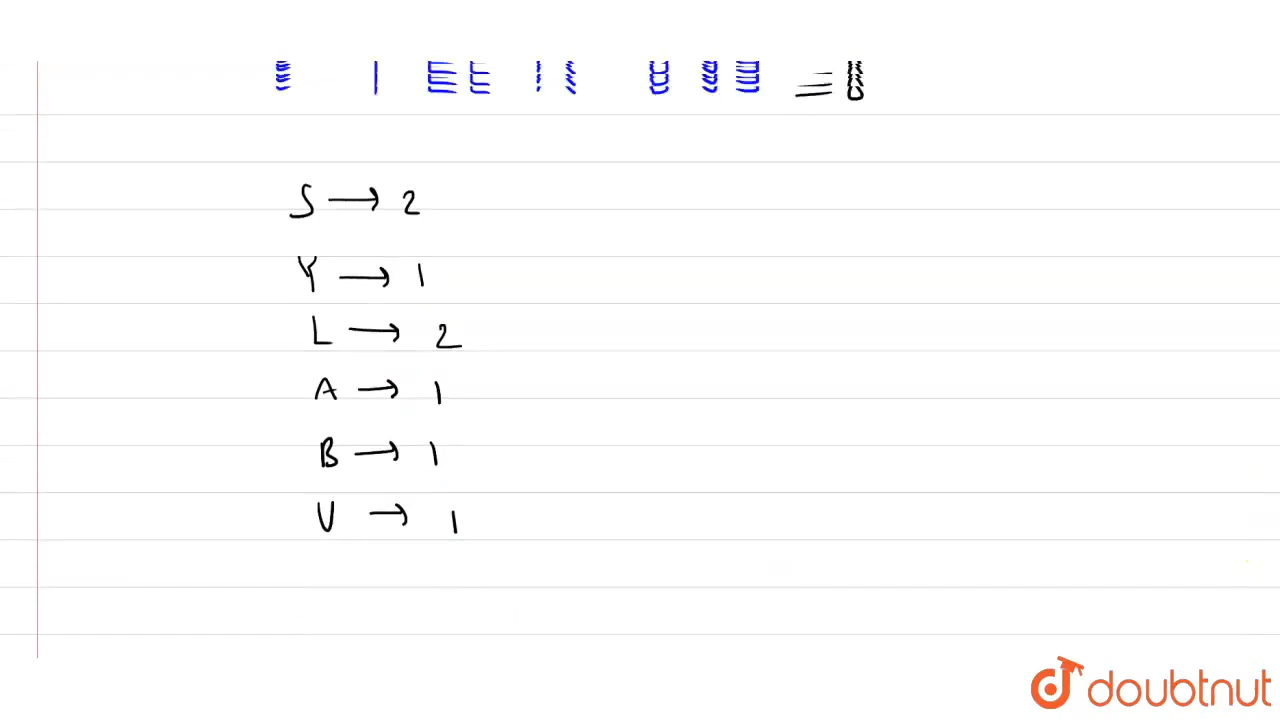 S → 2
Y → 1
L → 2
A → 1
B → 1
U → 1
doubtnut